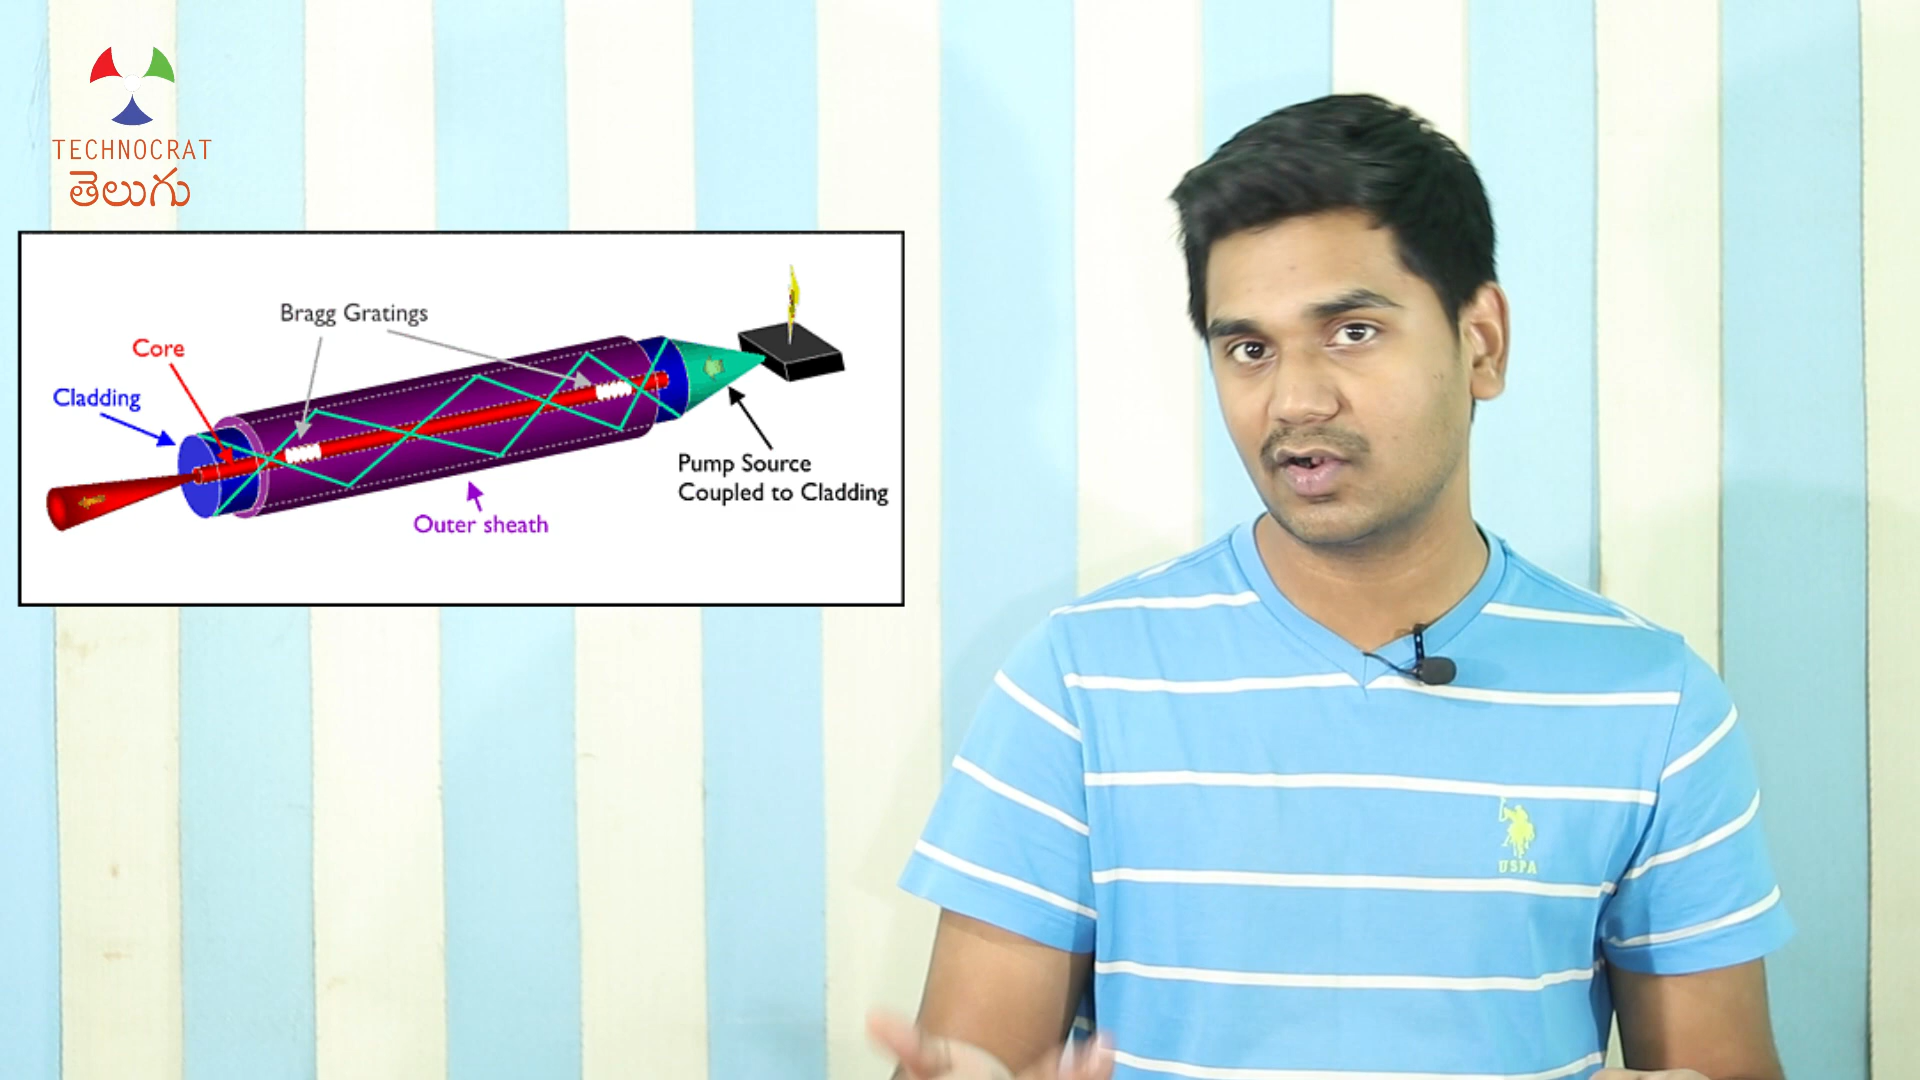 TECHNOCRAT
తెలుగు
Bragg Gratings
Core
Cladding
Pump Source
Coupled to Cladding
Outer sheath
USPA